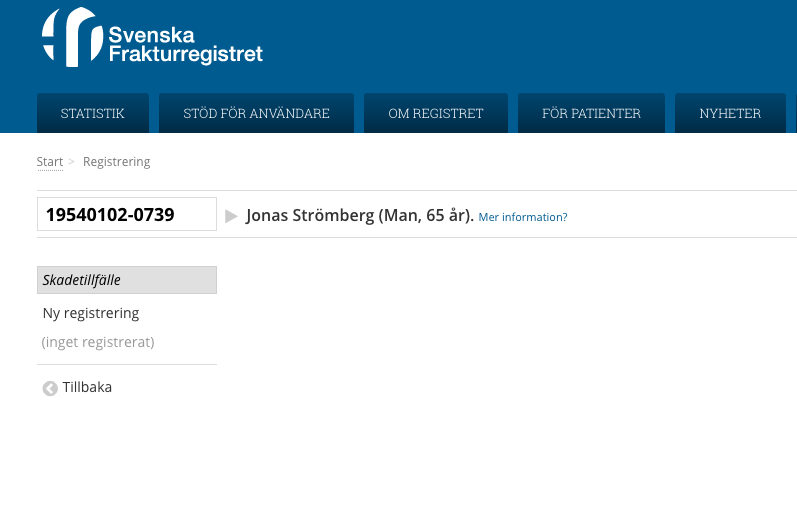 Svenska
Frakturregistret
STATISTIK
STÖD FÖR ANVÄNDARE
OM REGISTRET
FÖR PATIENTER
NYHETER
Start > Registrering
19540102-0739
Jonas Strömberg (Man, 65 år). Mer information?
Skadetillfälle
Ny registrering
(inget registrerat)
Tillbaka